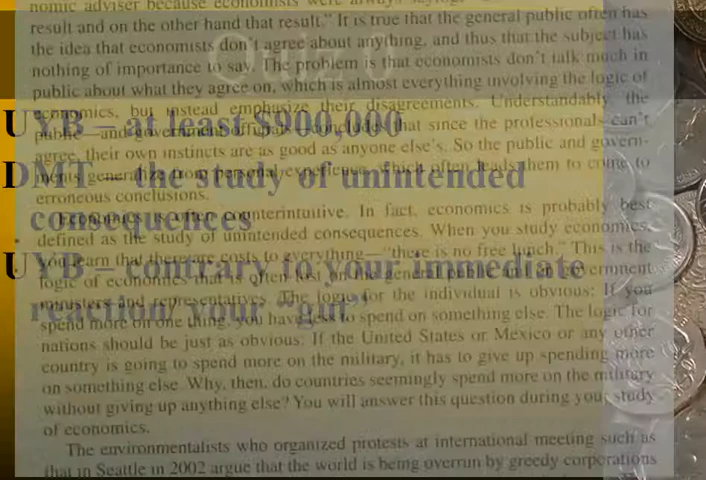 nomic adviser because economists were always saying, "On the one
result and on the other hand that result." It is true that the general public often has
the idea that economists don't agree about anything, and thus that the subject has
nothing of importance to say. The problem is that economists don't talk much in
public about what they agree on, which is almost everything involving the logic of
economics, but instead emphasize their disagreements. Understandably, the
public and government that since the professionals can't
agree, their own instincts are as good as anyone else's. So the public and govern-
ments generalize from personal experience, which often leads them to come to
erroneous conclusions.
Economics is often counterintuitive. In fact, economics is probably best
defined as the study of unintended consequences. When you study economics,
you learn that there are costs to everything—"there is no free lunch." This is the
logic of economics that is often lost on the general public and on government
ministers and representatives. The logic for the individual is obvious: If you
spend more on one thing, you have less to spend on something else. The logic for
nations should be just as obvious: If the United States or Mexico or any other
country is going to spend more on the military, it has to give up spending more
on something else. Why, then, do countries seemingly spend more on the military
without giving up anything else? You will answer this question during your study
of economics.
The environmentalists who organized protests at international meeting such as
that in Seattle in 2002 argue that the world is being overrun by greedy corporations
Quiz
UYB – at least $900,000
DMT – the study of unintended
consequences
UYB – contrary to your immediate
reaction/ your "gut"